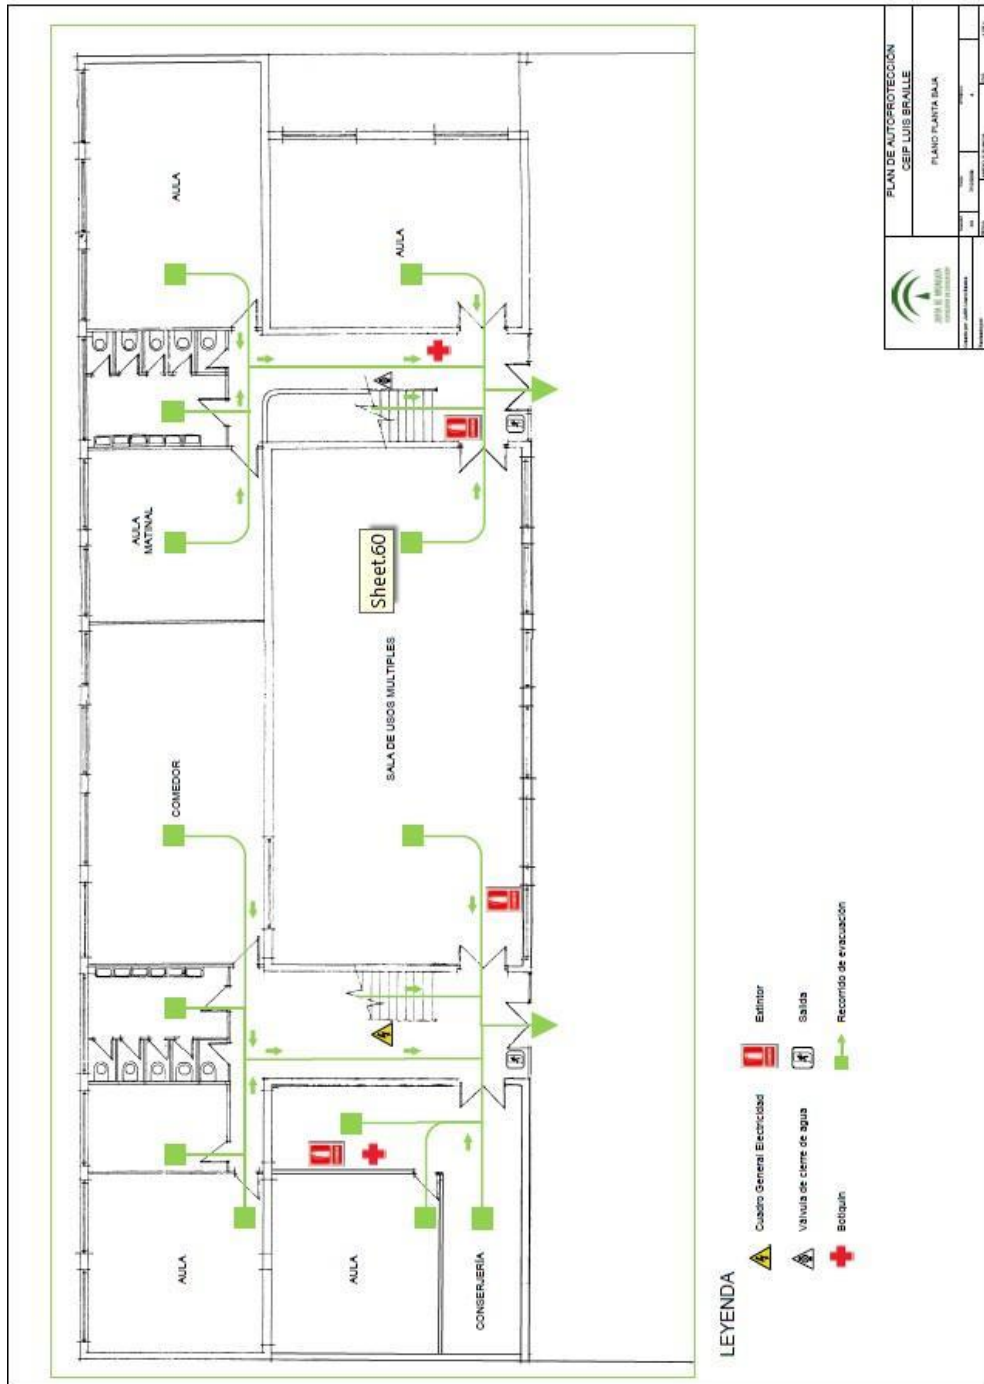 PLAN DE AUTOPROTECCIÓN
CEIP LUIS BRAILLE
PLANO PLANTA BAJA
AULA
AULA
AULA
MATINAL
Sheet.60
SALA DE USOS MULTIPLES
COMEDOR
AULA
AULA
CONSERJERÍA
LEYENDA
Cuadro General Electricidad
Válvula de cierre de agua
Botiquín
Extintor
Salida
Recorrido de evacuación